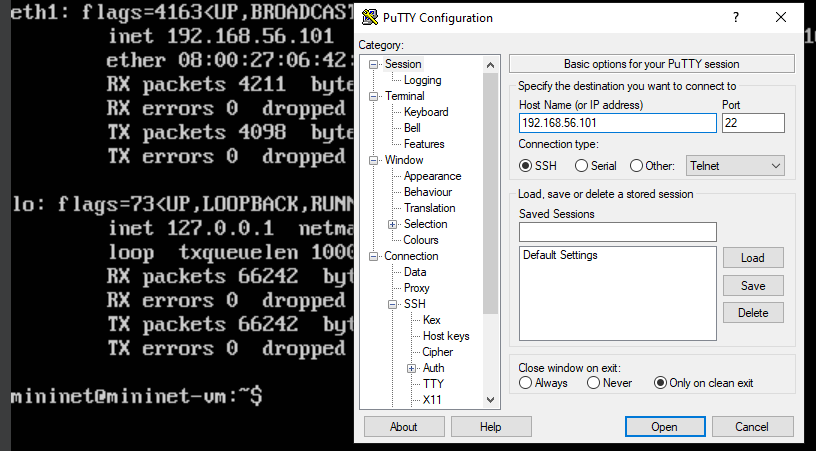 eth1: flags=4163<UP,BROADCAST
inet 192.168.56.101
ether 08:00:27:06:42:
RX packets 4211 byte
RX errors 0 dropped
TX packets 4098 byte
TX errors 0 dropped
lo: flags=73<UP,LOOPBACK,RUNN
inet 127.0.0.1 netma
loop txqueuelen 1000
RX packets 66242 byt
RX errors 0 dropped
TX packets 66242 byt
TX errors 0 dropped
mininet@mininet-vm:~$
PuTTY Configuration
? ×
Category:
Session
Logging
Terminal
Keyboard
Bell
Features
Window
Appearance
Behaviour
Translation
Selection
Colours
Connection
Data
Proxy
SSH
Kex
Host keys
Cipher
Auth
TTY
X11
Basic options for your PuTTY session
Specify the destination you want to connect to
Host Name (or IP address) Port
192.168.56.101 22
Connection type:
SSH Serial Other: Telnet
Load, save or delete a stored session
Saved Sessions
Default Settings
Load
Save
Delete
Close window on exit:
Always Never Only on clean exit
About Help Open Cancel